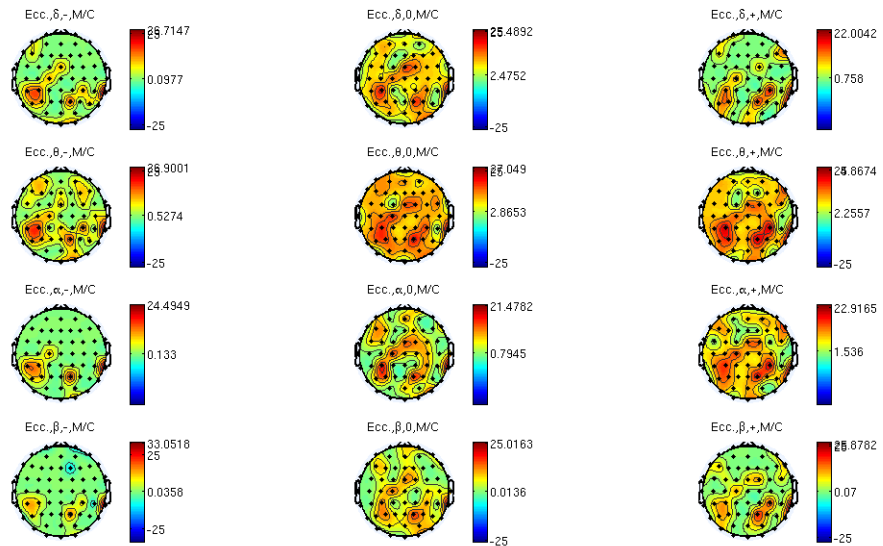 Ecc.,δ,-,M/C
Ecc.,δ,0,M/C
Ecc.,δ,+,M/C
26.7147
0.0977
-25
25.4892
2.4752
-25
22.0042
0.758
Ecc.,θ,-,M/C
Ecc.,θ,0,M/C
Ecc.,θ,+,M/C
26.9001
0.5274
-25
27.049
2.8653
-25
2.2557
-25
Ecc.,α,-,M/C
Ecc.,α,0,M/C
Ecc.,α,+,M/C
24.4949
0.133
21.4782
0.7945
22.9165
1.536
Ecc.,β,-,M/C
Ecc.,β,0,M/C
Ecc.,β,+,M/C
33.0518
25
0.0358
-25
25.0163
0.0136
-25
0.07
-25